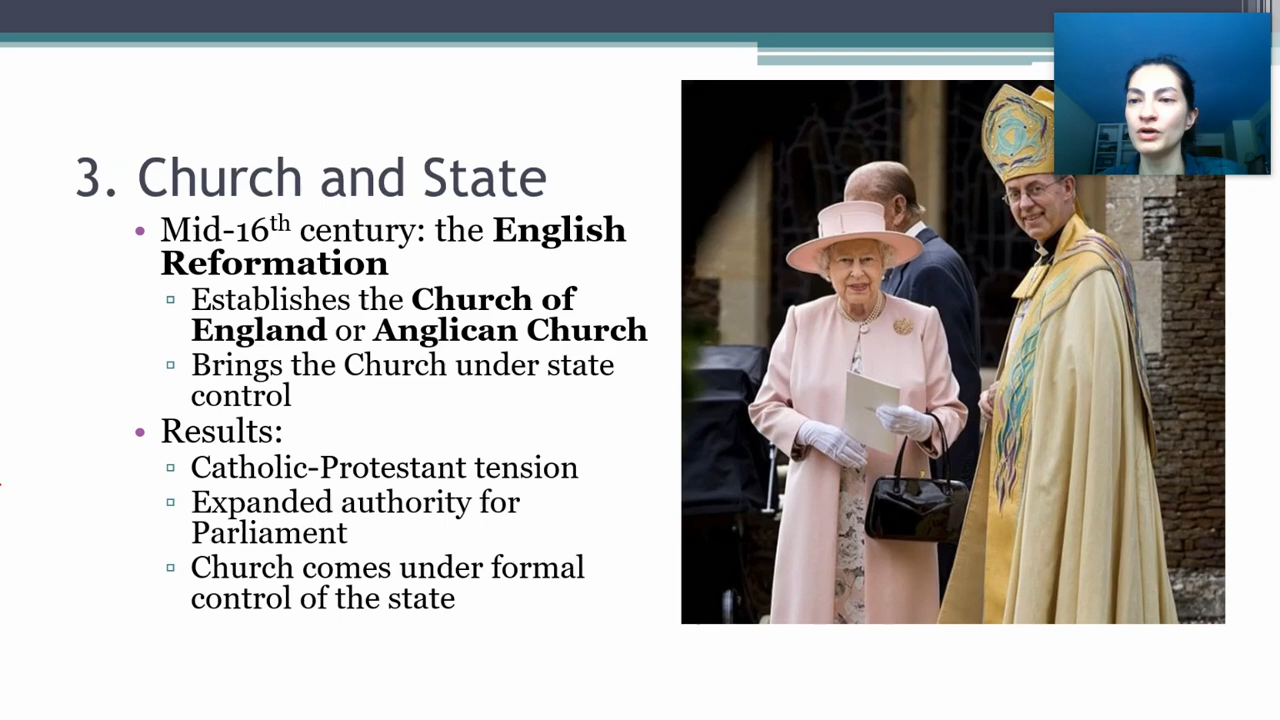 3. Church and State
• Mid-16th century: the English
Reformation
▫ Establishes the Church of
England or Anglican Church
▫ Brings the Church under state
control
• Results:
▫ Catholic-Protestant tension
▫ Expanded authority for
Parliament
▫ Church comes under formal
control of the state